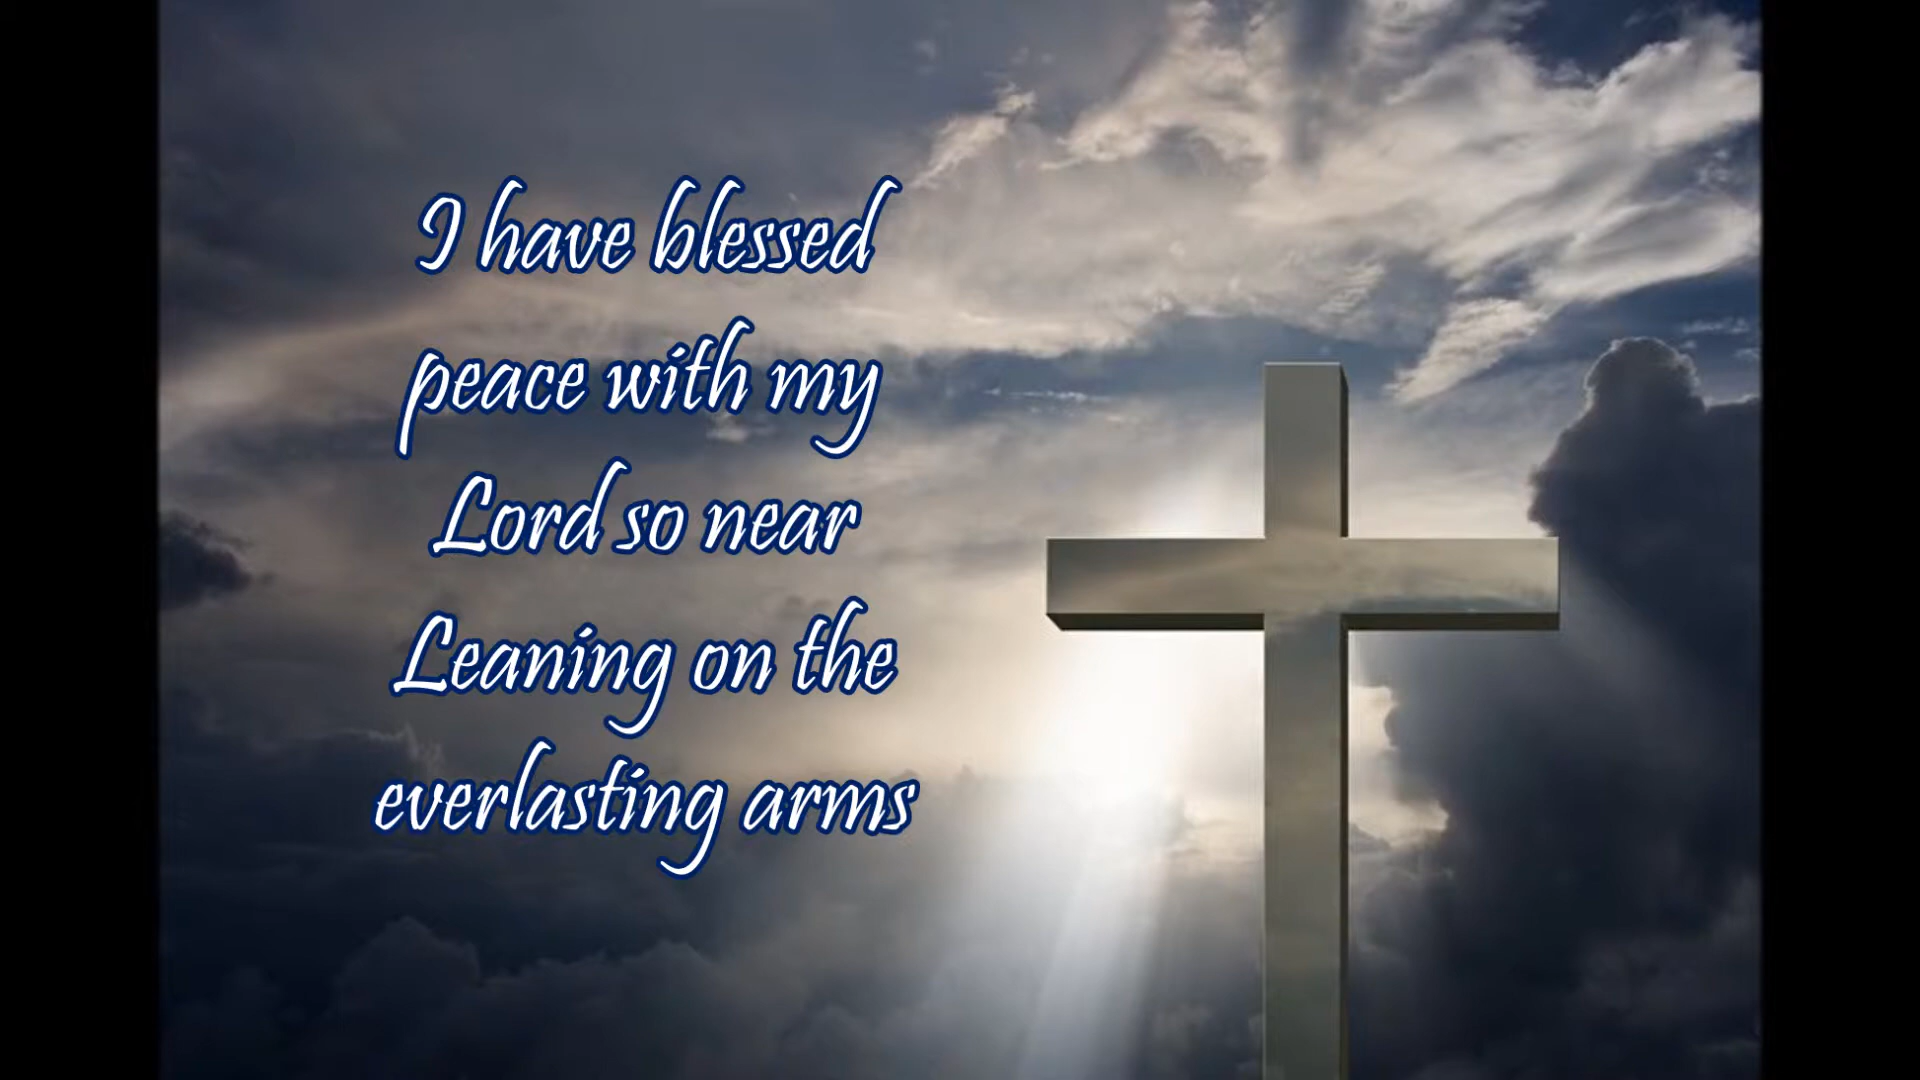 I have blessed
peace with my
Lord so near
Leaning on the
everlasting arms